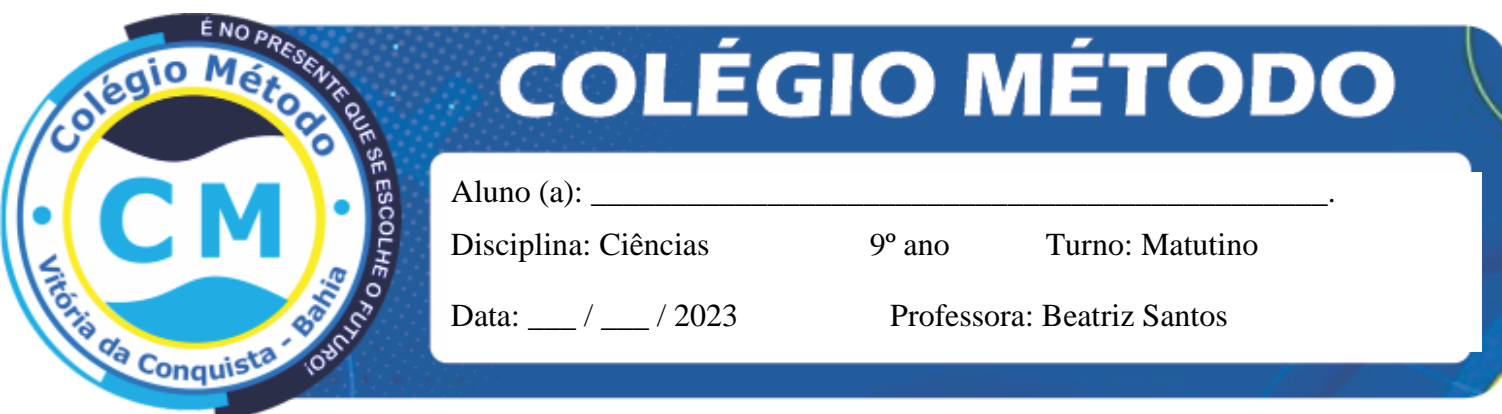 É NO PRESENTE QUE SE ESCOLHE O FUTURO!
Colégio Método
CM
Vitória da Conquista - Bahia
COLÉGIO MÉTODO
Aluno (a): ______________________________________________.
Disciplina: Ciências 9º ano Turno: Matutino
Data: ___ / ___ / 2023 Professora: Beatriz Santos